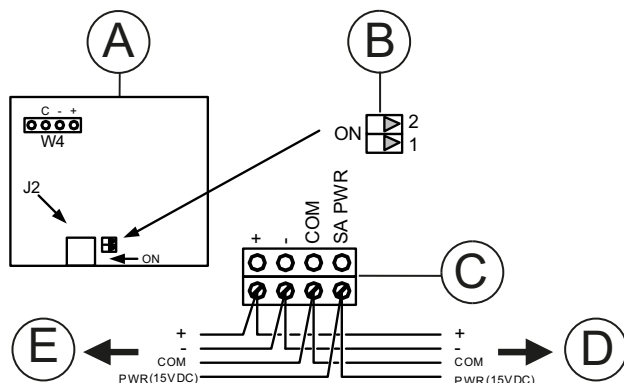 A
B
C - +
W4
J2
ON
ON
2
1
+ - COM SA PWR
C
E
+
-
COM
PWR(15VDC)
+
-
COM
PWR(15VDC)
D